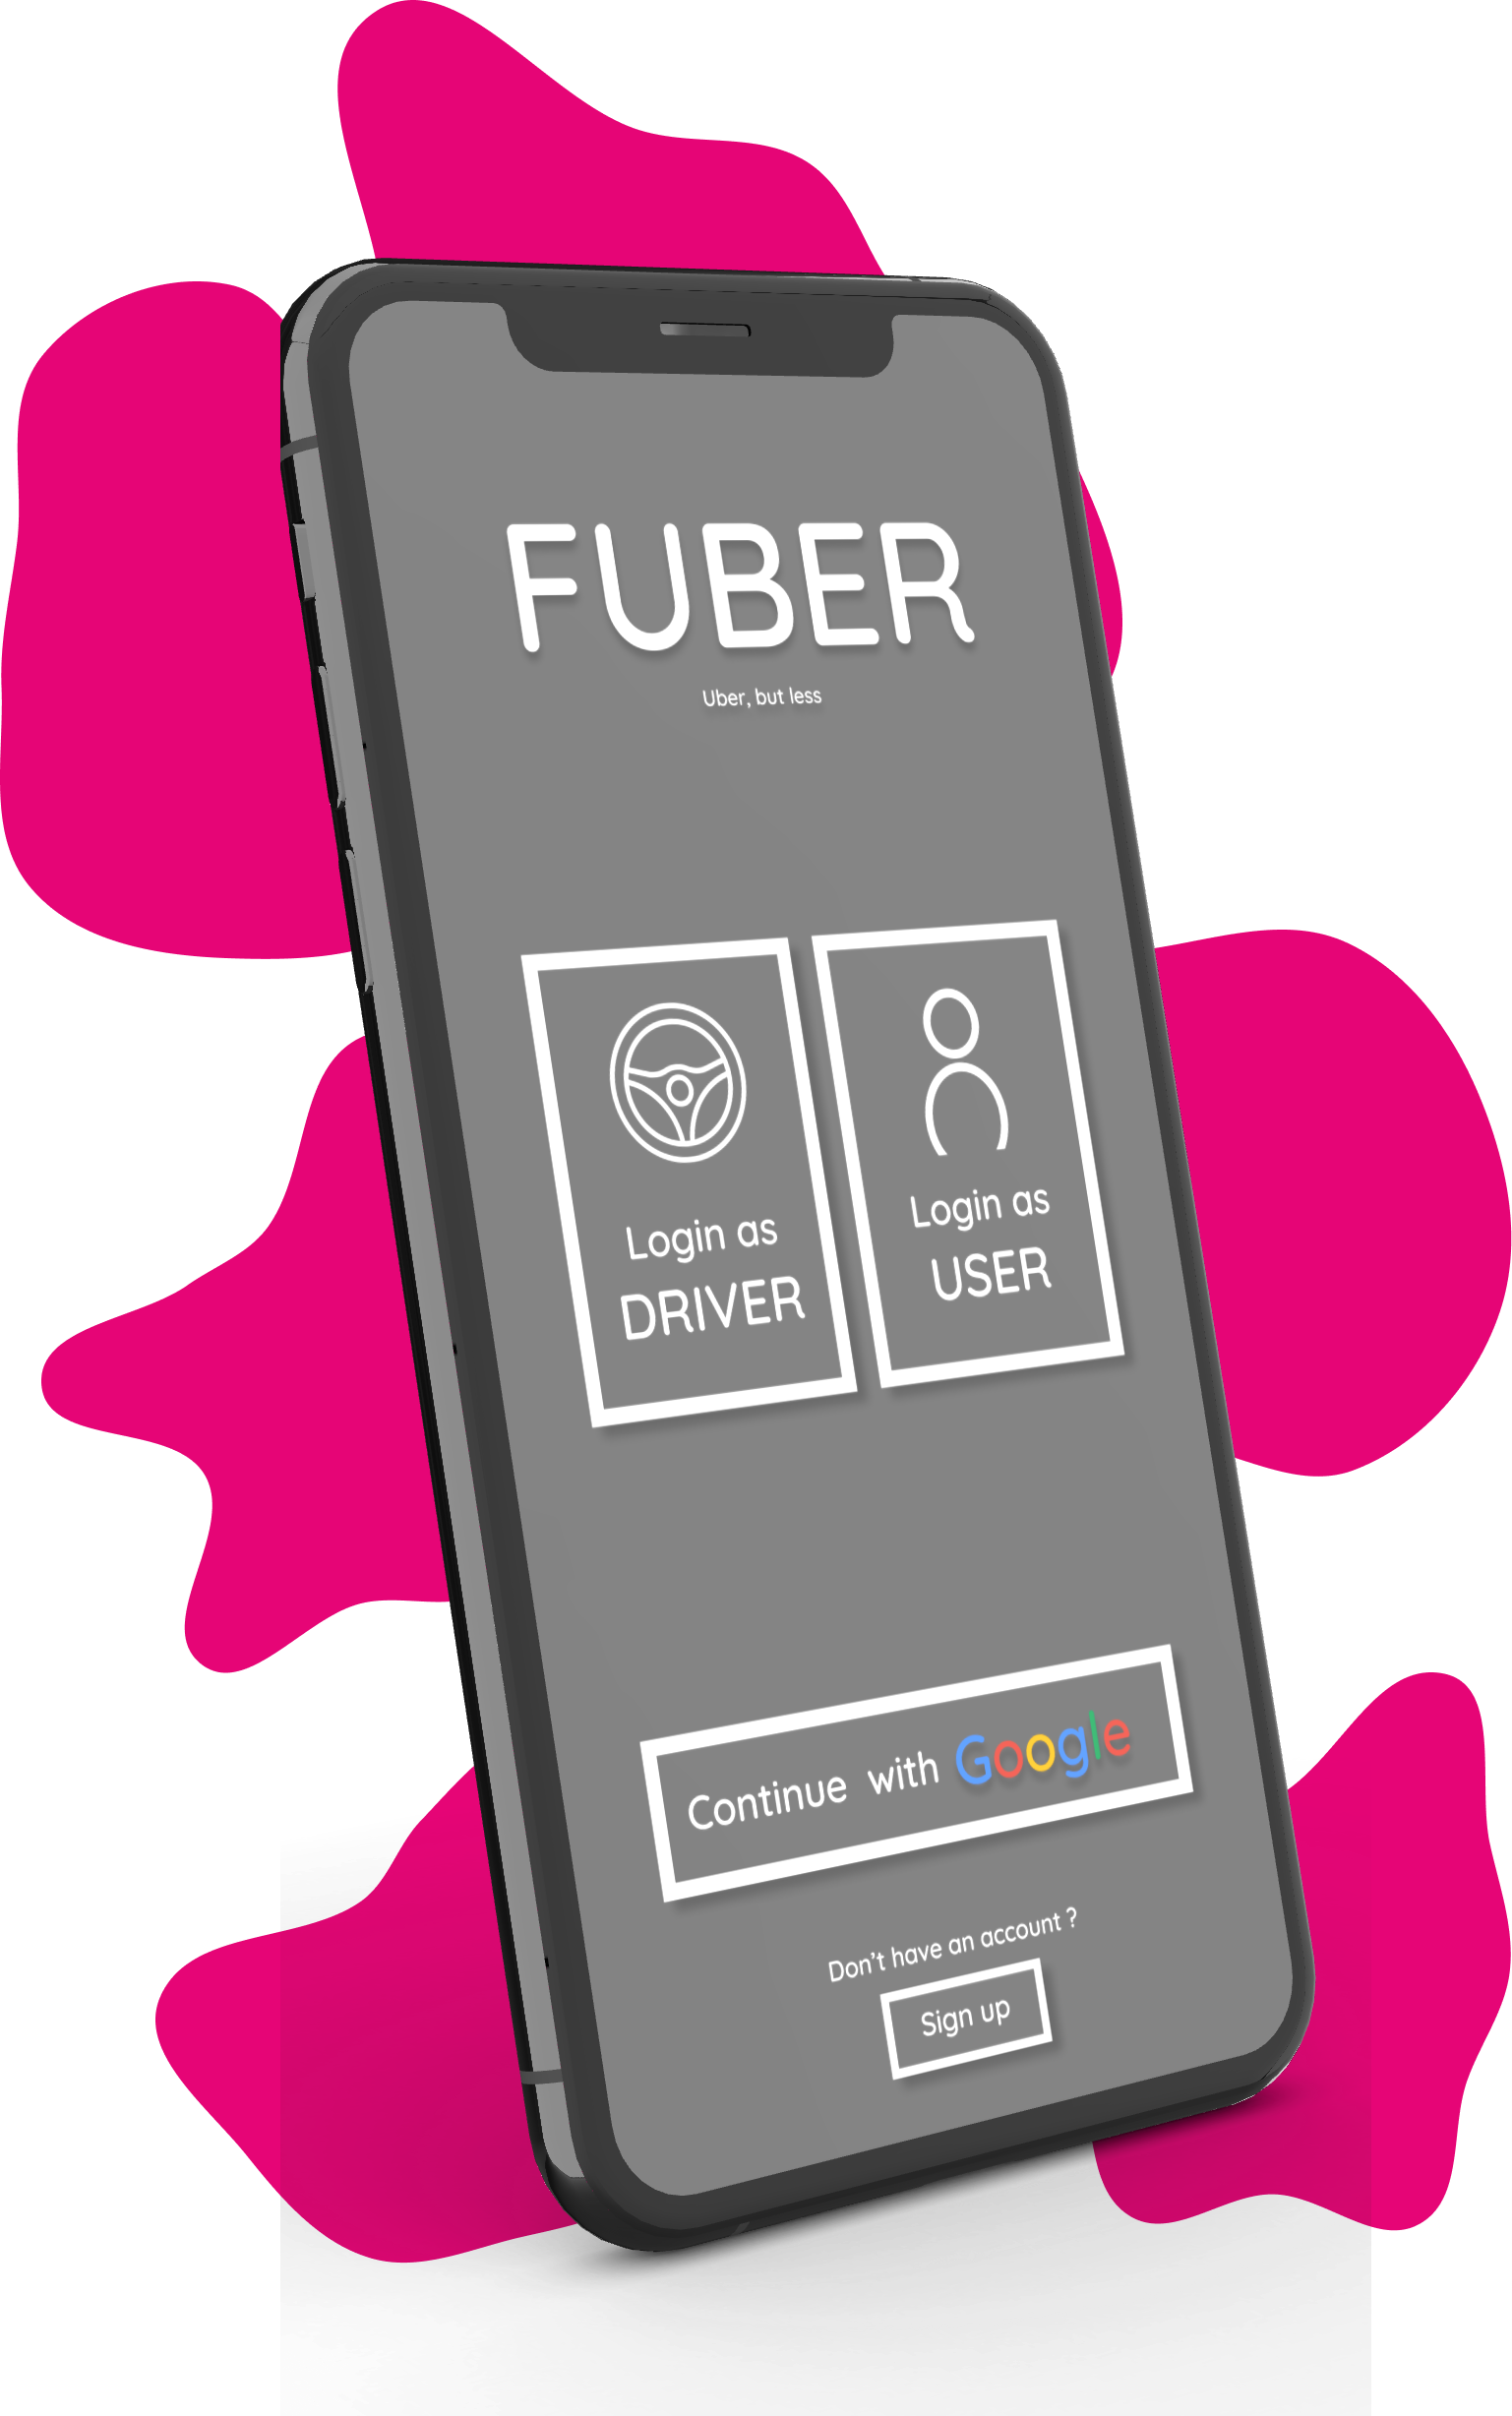 FUBER
Uber, but less
Login as
DRIVER
Login as
USER
Continue with Google
Don't have an account ?
Sign up